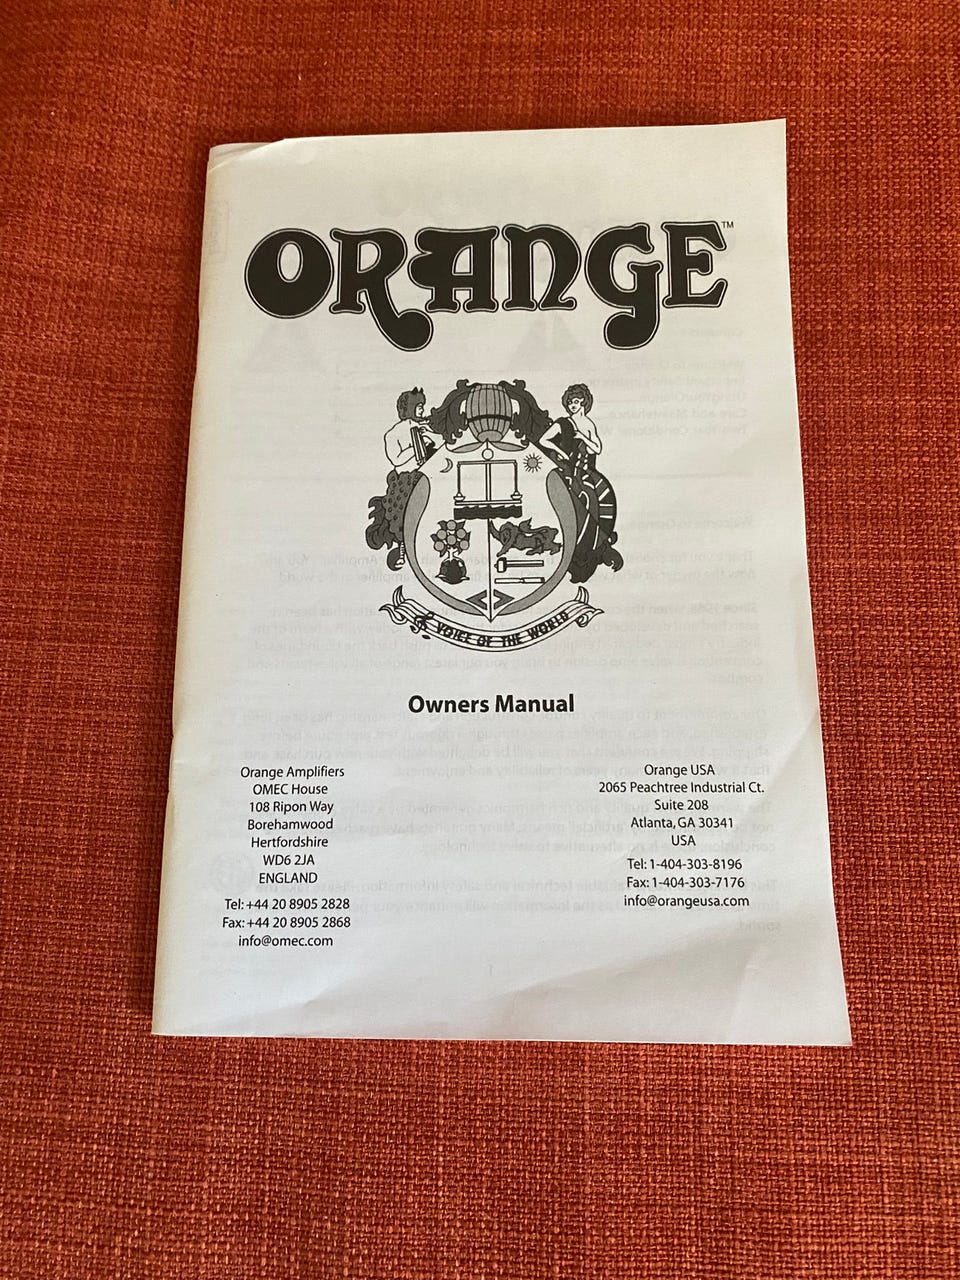 ORANGE™
VOICE OF THE WORLD
Owners Manual
Orange Amplifiers
OMEC House
108 Ripon Way
Borehamwood
Hertfordshire
WD6 2JA
ENGLAND
Tel: +44 20 8905 2828
Fax: +44 20 8905 2868
info@omec.com
Orange USA
2065 Peachtree Industrial Ct.
Suite 208
Atlanta, GA 30341
USA
Tel: 1-404-303-8196
Fax: 1-404-303-7176
info@orangeusa.com